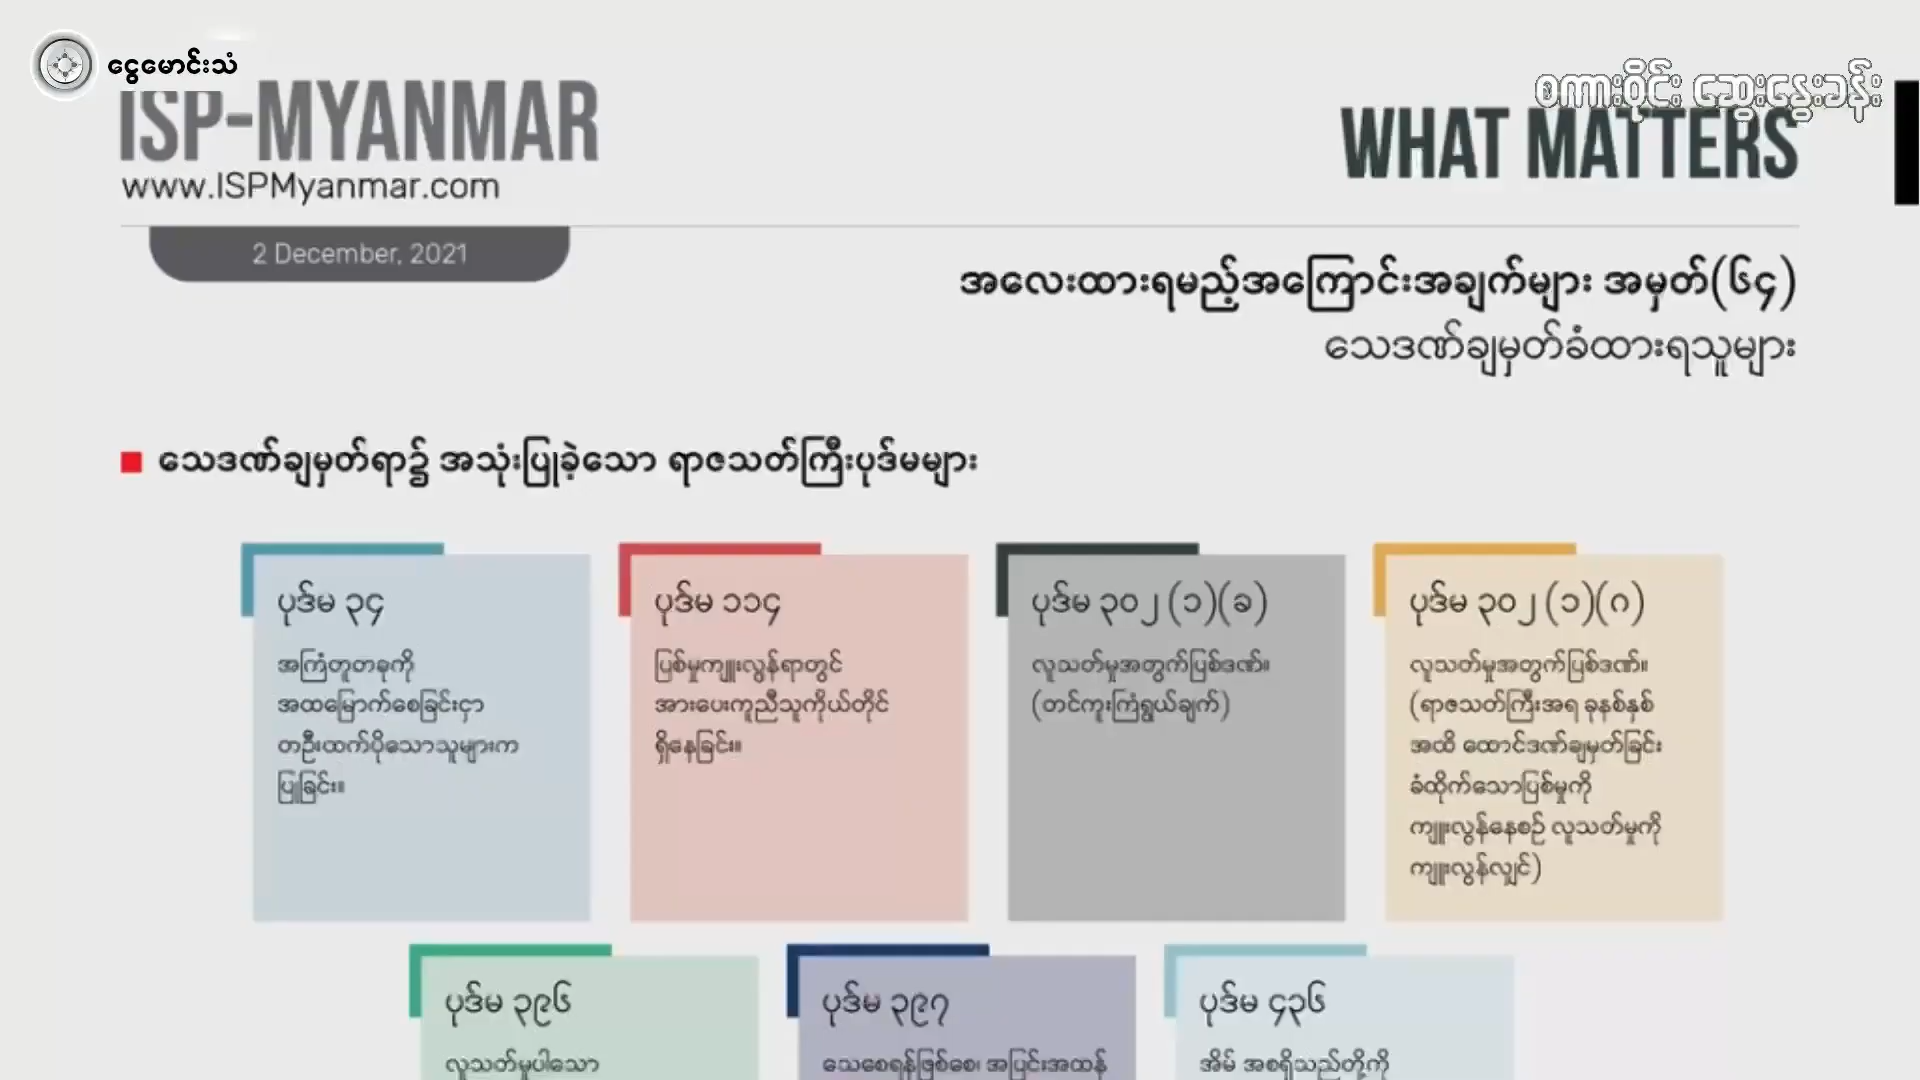 ငွေမောင်းသံ
စကားဝိုင်း ဆွေးနွေးခန်း
ISP-MYANMAR
WHAT MATTERS
www.ISPMyanmar.com
2 December, 2021
အလေးထားရမည့်အကြောင်းအချက်များ အမှတ်(၆၄)
သေဒဏ်ချမှတ်ခံထားရသူများ
သေဒဏ်ချမှတ်ရာ၌ အသုံးပြုခဲ့သော ရာဇသတ်ကြီးပုဒ်မများ
ပုဒ်မ ၃၄
အကြံတူတခုကို
အထမြောက်စေခြင်းငှာ
တဦးထက်ပိုသောသူများက
ပြုခြင်း။
ပုဒ်မ ၁၁၄
ပြစ်မှုကျူးလွန်ရာတွင်
အားပေးကူညီသူကိုယ်တိုင်
ရှိနေခြင်း။
ပုဒ်မ ၃၀၂ (၁)(ခ)
လူသတ်မှုအတွက်ပြစ်ဒဏ်။
(တင်ကူးကြံရွယ်ချက်)
ပုဒ်မ ၃၀၂ (၁)(ဂ)
လူသတ်မှုအတွက်ပြစ်ဒဏ်။
(ရာဇသတ်ကြီးအရ ခုနစ်နှစ်
အထိ ထောင်ဒဏ်ချမှတ်ခြင်း
ခံထိုက်သောပြစ်မှုကို
ကျူးလွန်နေစဉ် လူသတ်မှုကို
ကျူးလွန်လျှင်)
ပုဒ်မ ၃၉၆
လူသတ်မှုပါသော
ပုဒ်မ ၃၉၇
သေစေရန်ဖြစ်စေ၊ အပြင်းအထန်
ပုဒ်မ ၄၃၆
အိမ် အစရှိသည်တို့ကို